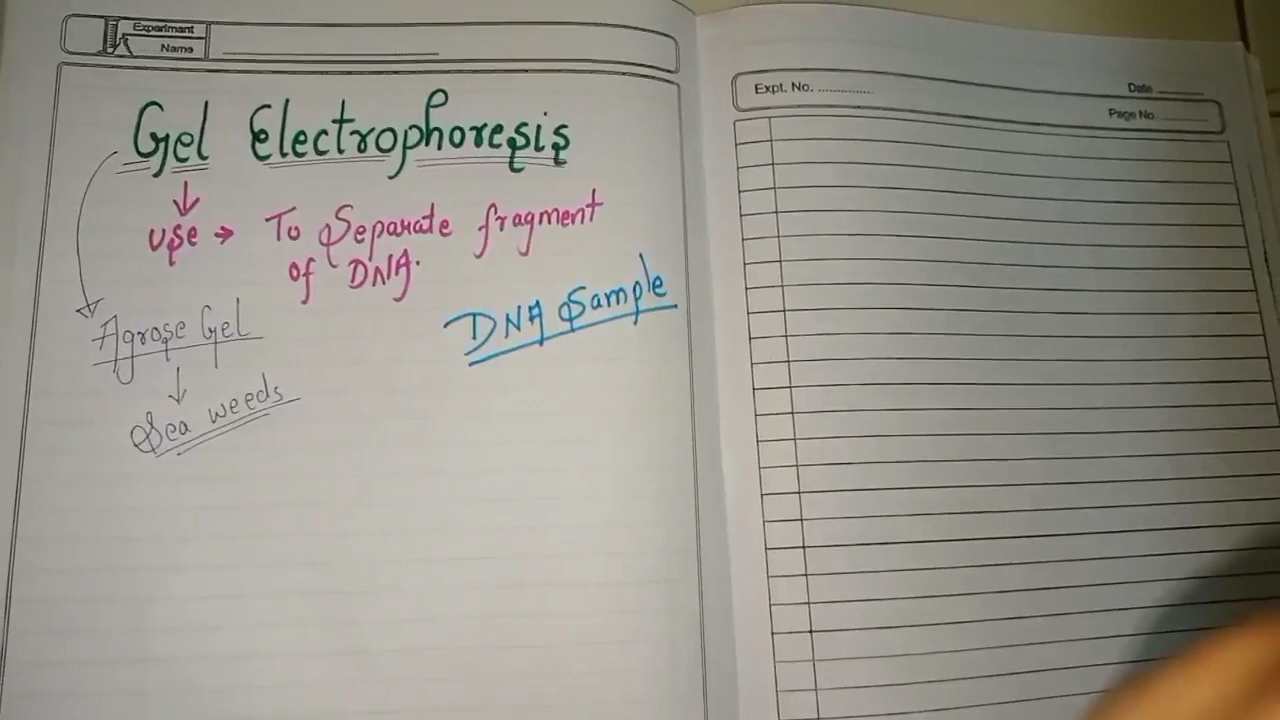 Experimant
Name
Gel Electrophoresis
use → To Separate fragment
of DNA.
Agrose Gel
Sea weeds
DNA Sample
Expt. No. ..............
Date
Page No.